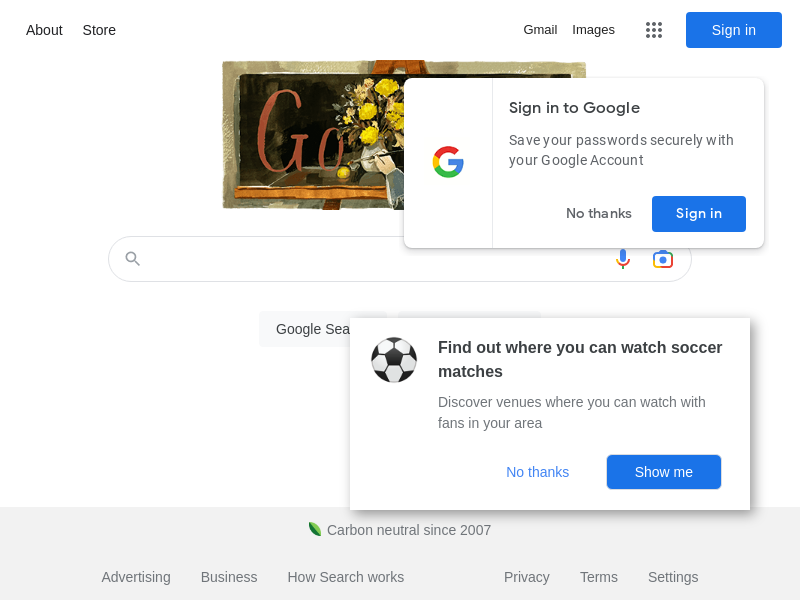 About Store Gmail Images Sign in
Go
Sign in to Google
Save your passwords securely with
your Google Account
No thanks Sign in
Google Sea
Find out where you can watch soccer
matches
Discover venues where you can watch with
fans in your area
No thanks Show me
Carbon neutral since 2007
Advertising Business How Search works Privacy Terms Settings